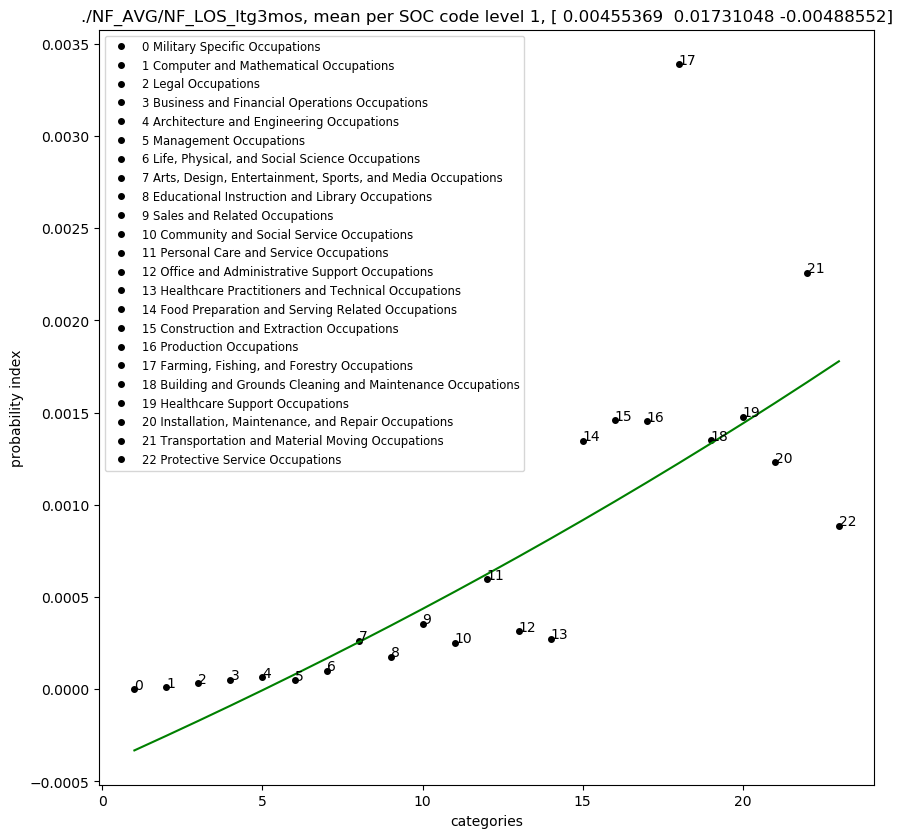 ./NF_AVG/NF_LOS_ltg3mos, mean per SOC code level 1, [ 0.00455369  0.01731048 -0.00488552]
0 Military Specific Occupations
1 Computer and Mathematical Occupations
2 Legal Occupations
3 Business and Financial Operations Occupations
4 Architecture and Engineering Occupations
5 Management Occupations
6 Life, Physical, and Social Science Occupations
7 Arts, Design, Entertainment, Sports, and Media Occupations
8 Educational Instruction and Library Occupations
9 Sales and Related Occupations
10 Community and Social Service Occupations
11 Personal Care and Service Occupations
12 Office and Administrative Support Occupations
13 Healthcare Practitioners and Technical Occupations
14 Food Preparation and Serving Related Occupations
15 Construction and Extraction Occupations
16 Production Occupations
17 Farming, Fishing, and Forestry Occupations
18 Building and Grounds Cleaning and Maintenance Occupations
19 Healthcare Support Occupations
20 Installation, Maintenance, and Repair Occupations
21 Transportation and Material Moving Occupations
22 Protective Service Occupations
probability index
0.0035
0.0030
0.0025
0.0020
0.0015
0.0010
0.0005
0.0000
−0.0005
0
1
2
3
4
5
6
7
8
9
10
11
12
13
14
15
16
17
18
19
20
21
22
0
5
10
15
20
categories